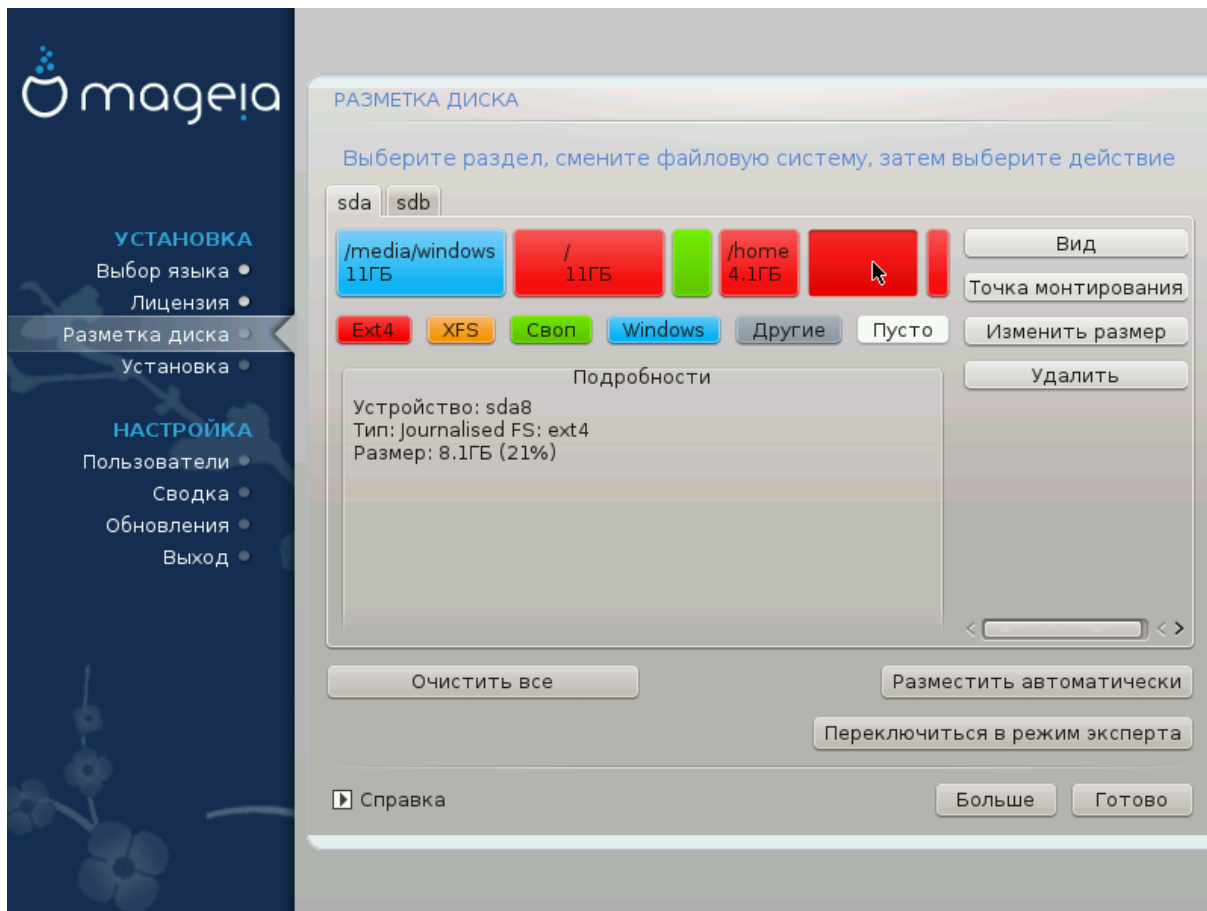 mageia
УСТАНОВКА
Выбор языка
Лицензия
Разметка диска
Установка
НАСТРОЙКА
Пользователи
Сводка
Обновления
Выход
РАЗМЕТКА ДИСКА
Выберите раздел, смените файловую систему, затем выберите действие
sda sdb
/media/windows
11ГБ
/
11ГБ
/home
4.1ГБ
Ext4 XFS Своп Windows Другие Пусто
Подробности
Устройство: sda8
Тип: Journalised FS: ext4
Размер: 8.1ГБ (21%)
Вид
Точка монтирования
Изменить размер
Удалить
Очистить все
Разместить автоматически
Переключиться в режим эксперта
Справка
Больше
Готово